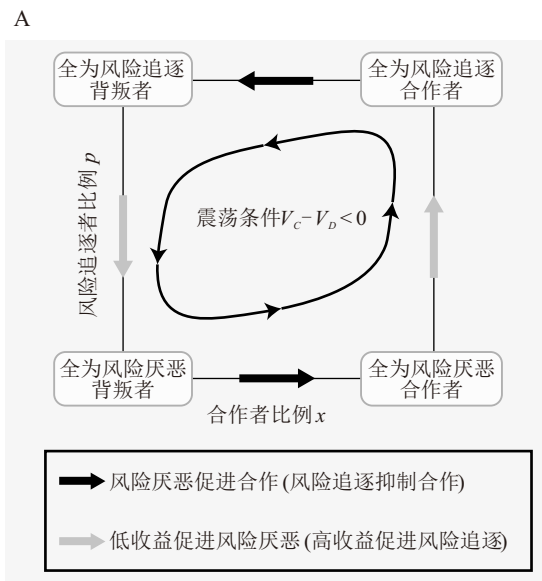 A
全为风险追逐
背叛者
全为风险追逐
合作者
风险追逐者比例 p
震荡条件V_C－V_D<0
全为风险厌恶
背叛者
全为风险厌恶
合作者
合作者比例 x
风险厌恶促进合作(风险追逐抑制合作)
低收益促进风险厌恶(高收益促进风险追逐)